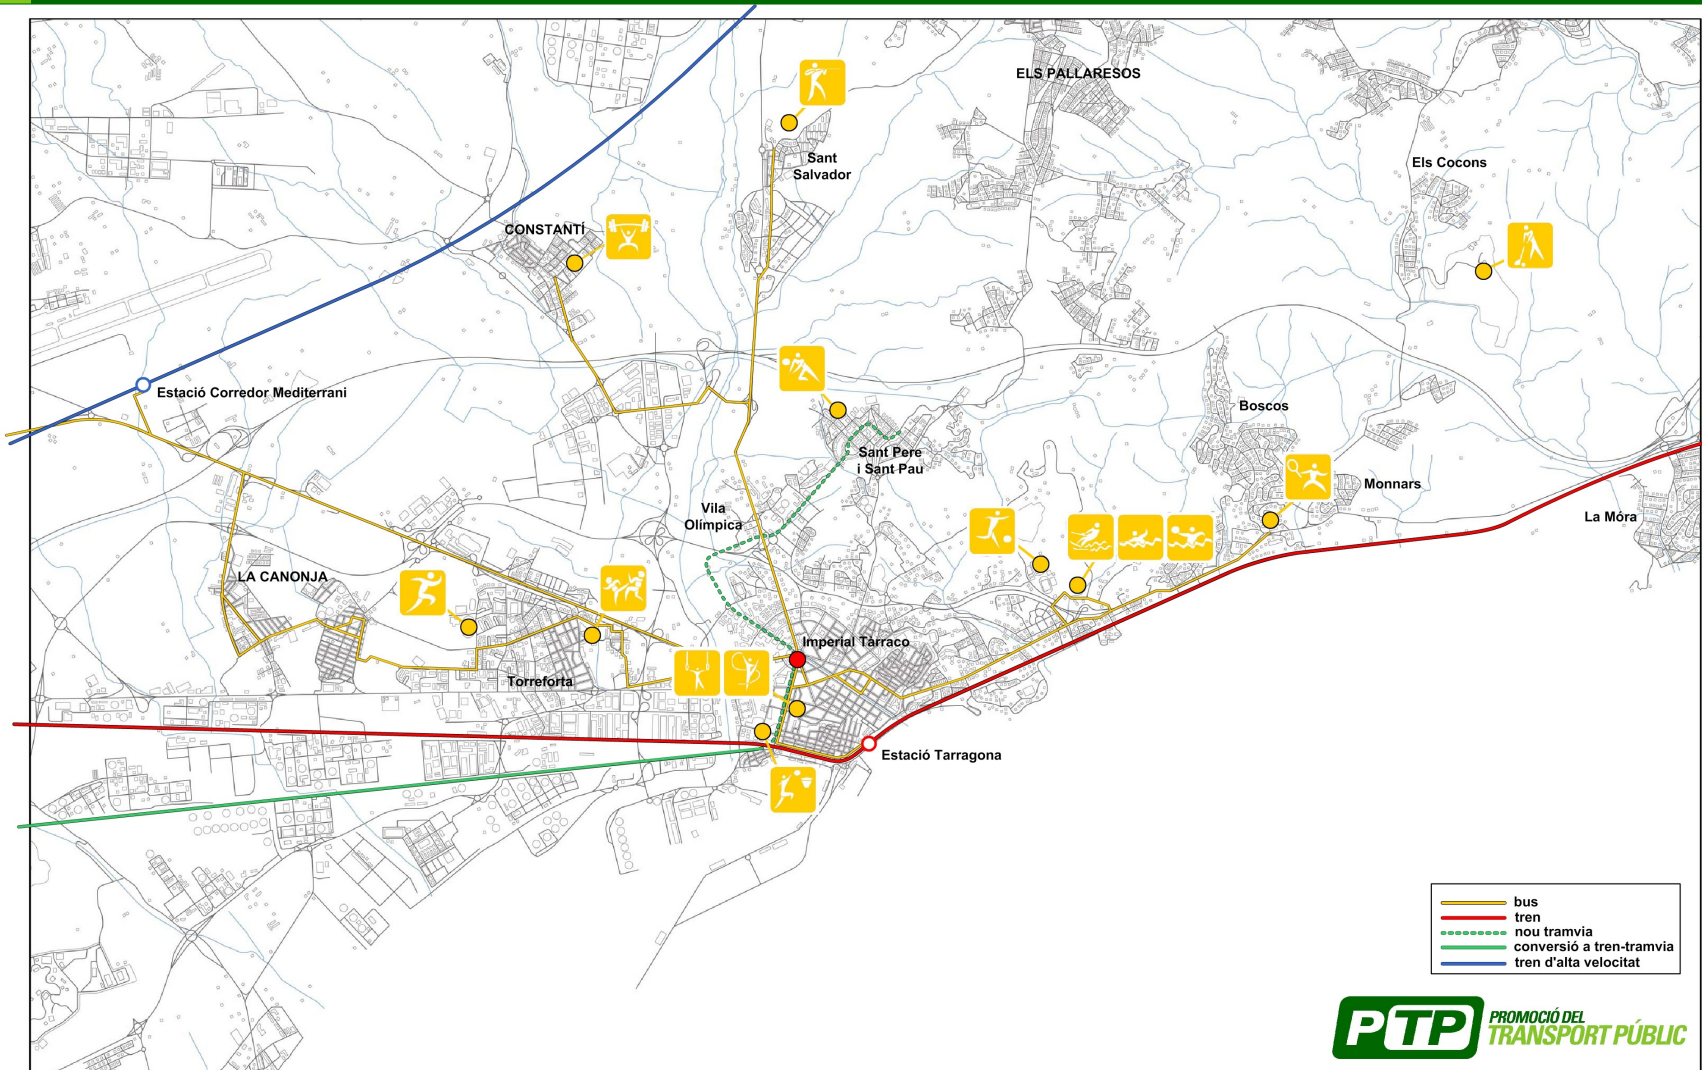 ELS PALLARESOS
Sant
Salvador
Els Cocons
CONSTANTÍ
Estació Corredor Mediterrani
Boscos
Sant Pere
i Sant Pau
Monnars
Vila
Olímpica
La Móra
LA CANONJA
Imperial Tàrraco
Torreforta
Estació Tarragona
bus
tren
nou tramvia
conversió a tren-tramvia
tren d'alta velocitat
PTP
PROMOCIÓ DEL
TRANSPORT PÚBLIC